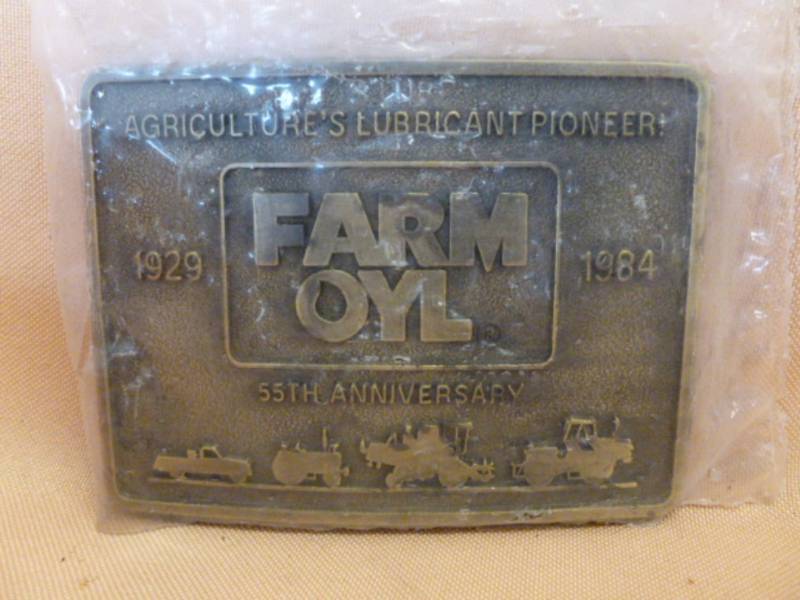 AGRICULTURE'S LUBRICANT PIONEER!
FARM
OYL®
1929
1984
55TH ANNIVERSARY